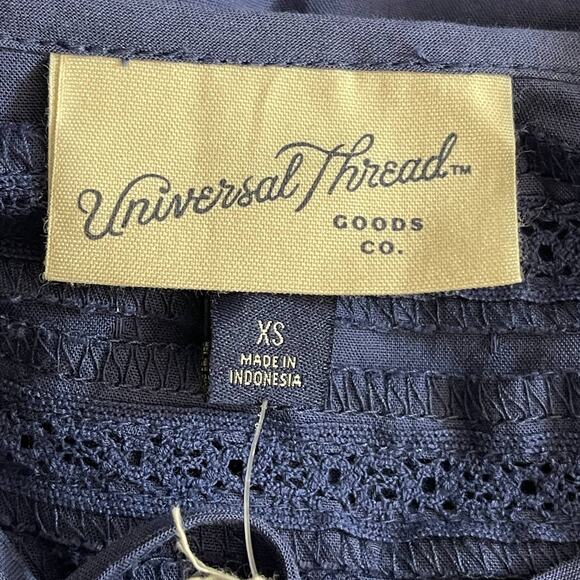 Universal Thread™
GOODS
CO.
XS
MADE IN
INDONESIA